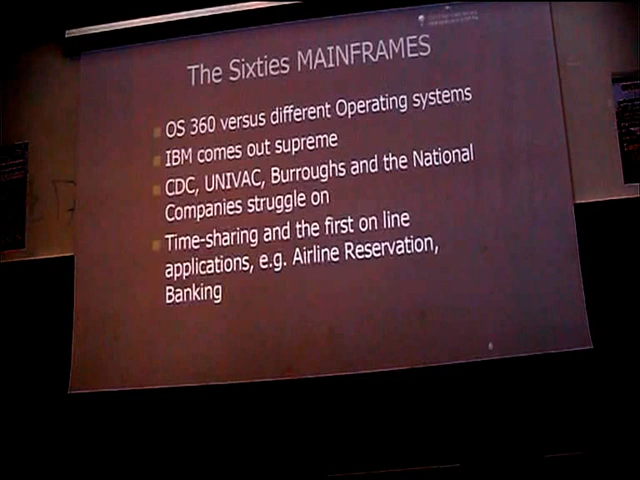 The Sixties MAINFRAMES
OS 360 versus different Operating systems
IBM comes out supreme
CDC, UNIVAC, Burroughs and the National
Companies struggle on
Time-sharing and the first on line
applications, e.g. Airline Reservation,
Banking